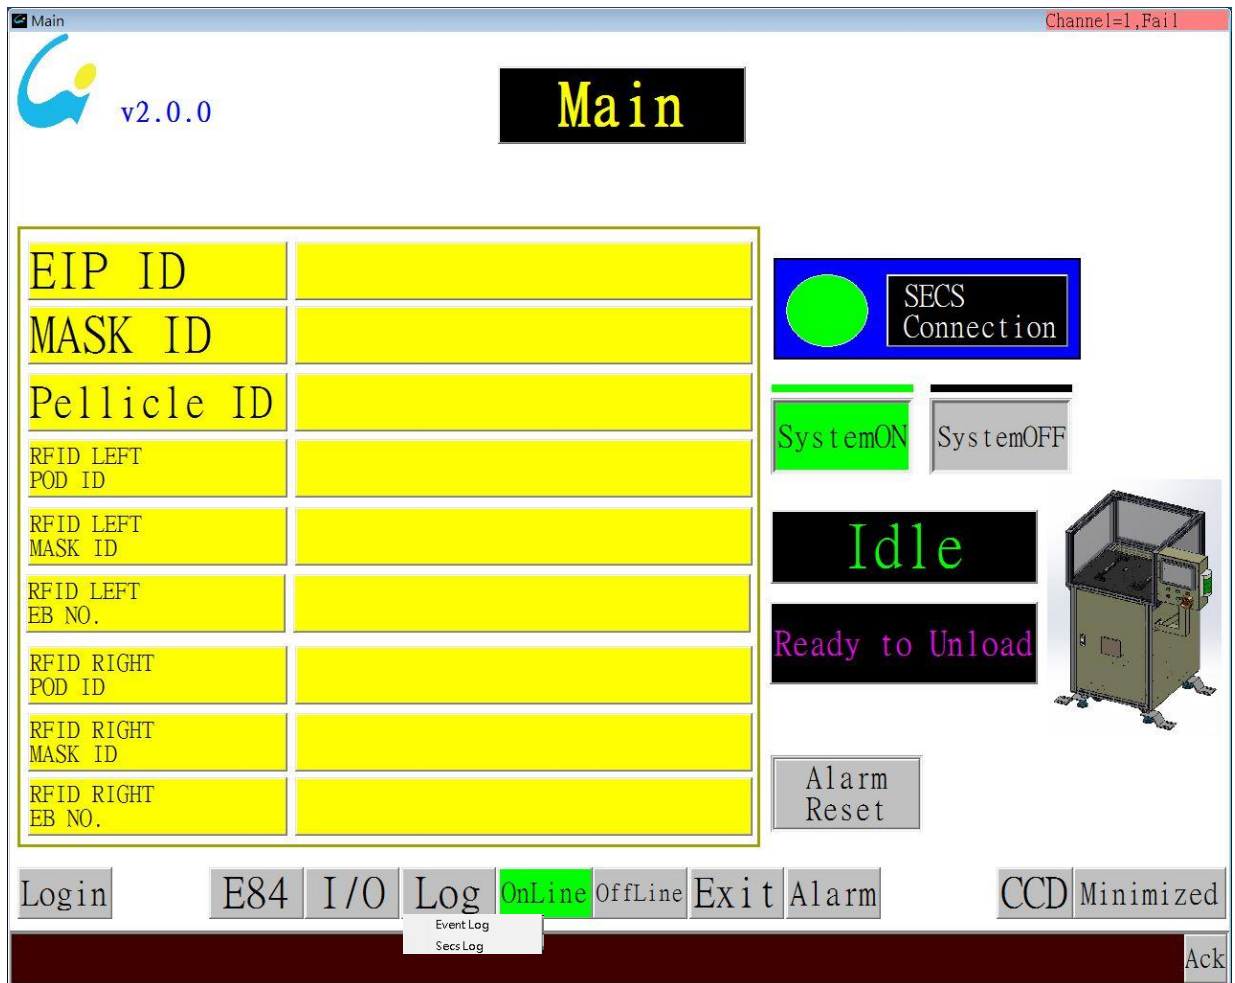 Main
Channel=1,Fail
v2.0.0
Main
EIP ID
MASK ID
Pellicle ID
RFID LEFT
POD ID
RFID LEFT
MASK ID
RFID LEFT
EB NO.
RFID RIGHT
POD ID
RFID RIGHT
MASK ID
RFID RIGHT
EB NO.
SECS
Connection
SystemON
SystemOFF
Idle
Ready to Unload
Alarm
Reset
Login
E84
I/O
Log
OnLine
OffLine
Exit
Alarm
CCD
Minimized
Event Log
Secs Log
Ack